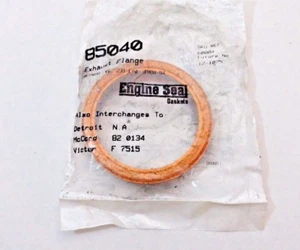 85040
Exhaust Flange
Engine Seal
Gaskets
Also Interchanges To:
Detroit N.A
McCord 82 0134
Victor F 7515